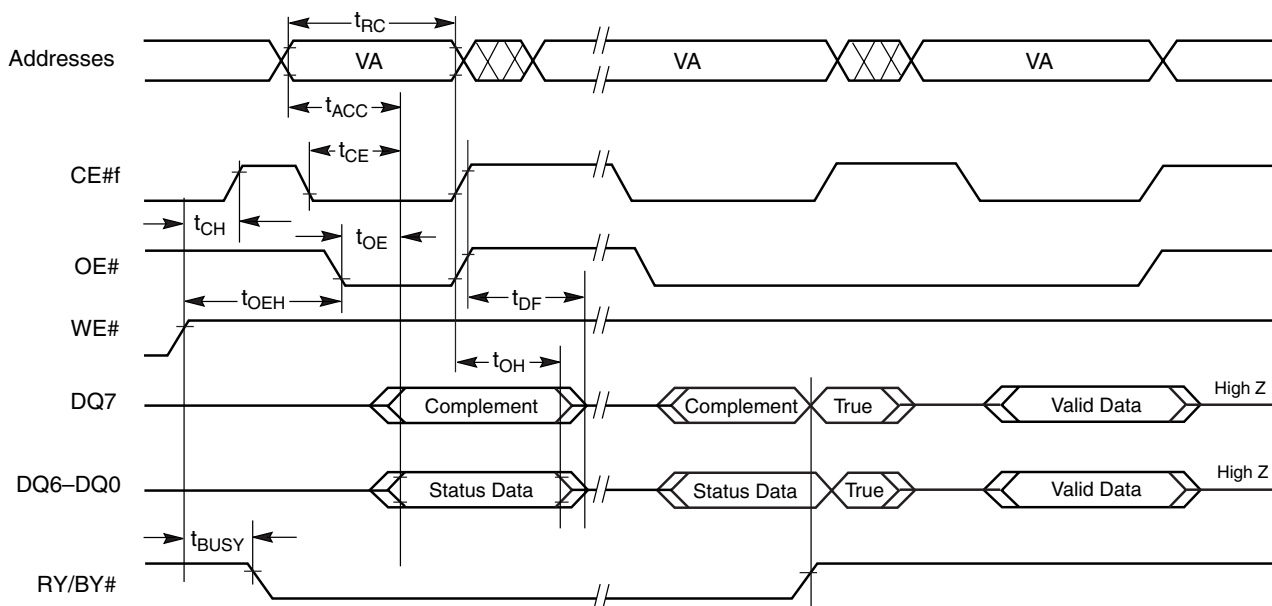 tRC
Addresses VA VA VA
tACC
tCE
CE#f
tCH
tOE
OE#
tOEH tDF
WE#
tOH
DQ7 Complement Complement True Valid Data High Z
DQ6–DQ0 Status Data Status Data True Valid Data High Z
tBUSY
RY/BY#